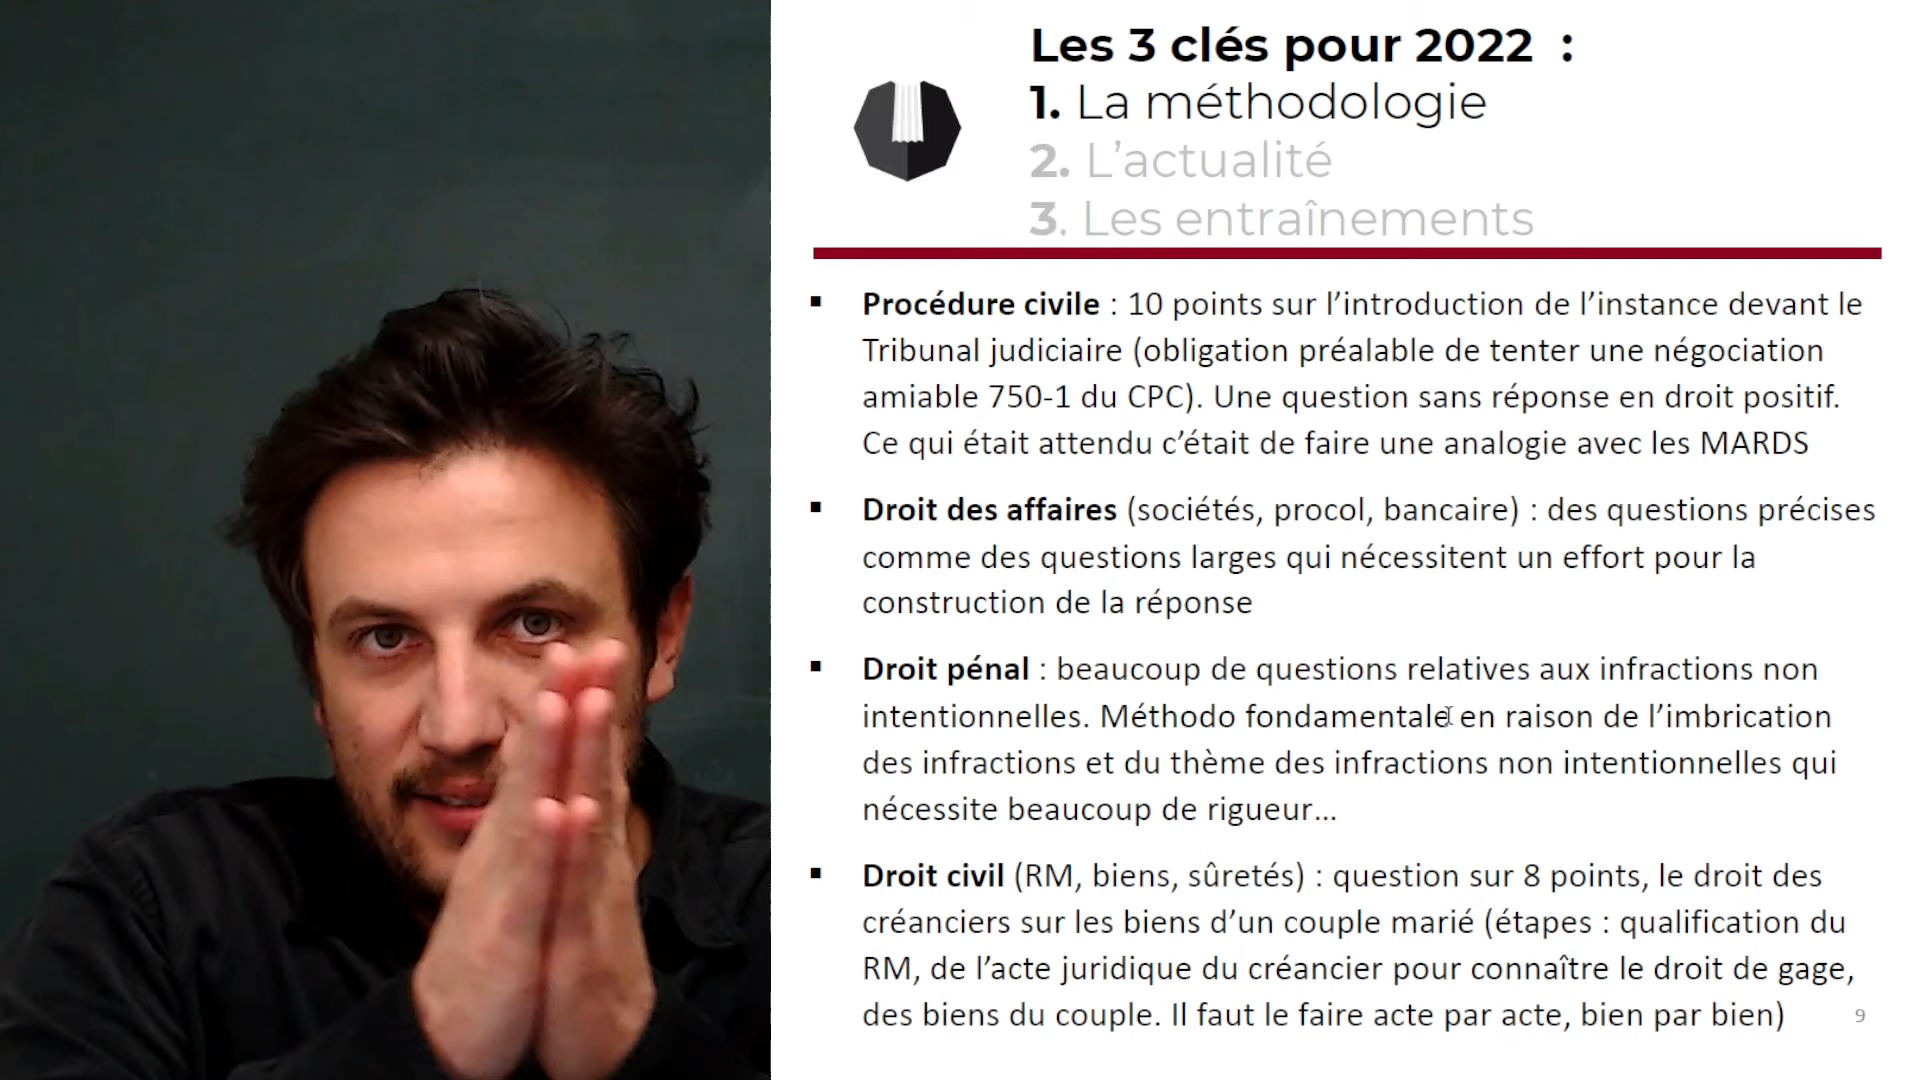 Les 3 clés pour 2022 :
1. La méthodologie
2. L’actualité
3. Les entraînements
▪ Procédure civile : 10 points sur l’introduction de l’instance devant le
Tribunal judiciaire (obligation préalable de tenter une négociation
amiable 750-1 du CPC). Une question sans réponse en droit positif.
Ce qui était attendu c’était de faire une analogie avec les MARDS
▪ Droit des affaires (sociétés, procol, bancaire) : des questions précises
comme des questions larges qui nécessitent un effort pour la
construction de la réponse
▪ Droit pénal : beaucoup de questions relatives aux infractions non
intentionnelles. Méthodo fondamentale en raison de l’imbrication
des infractions et du thème des infractions non intentionnelles qui
nécessite beaucoup de rigueur…
▪ Droit civil (RM, biens, sûretés) : question sur 8 points, le droit des
créanciers sur les biens d’un couple marié (étapes : qualification du
RM, de l’acte juridique du créancier pour connaître le droit de gage,
des biens du couple. Il faut le faire acte par acte, bien par bien)
9